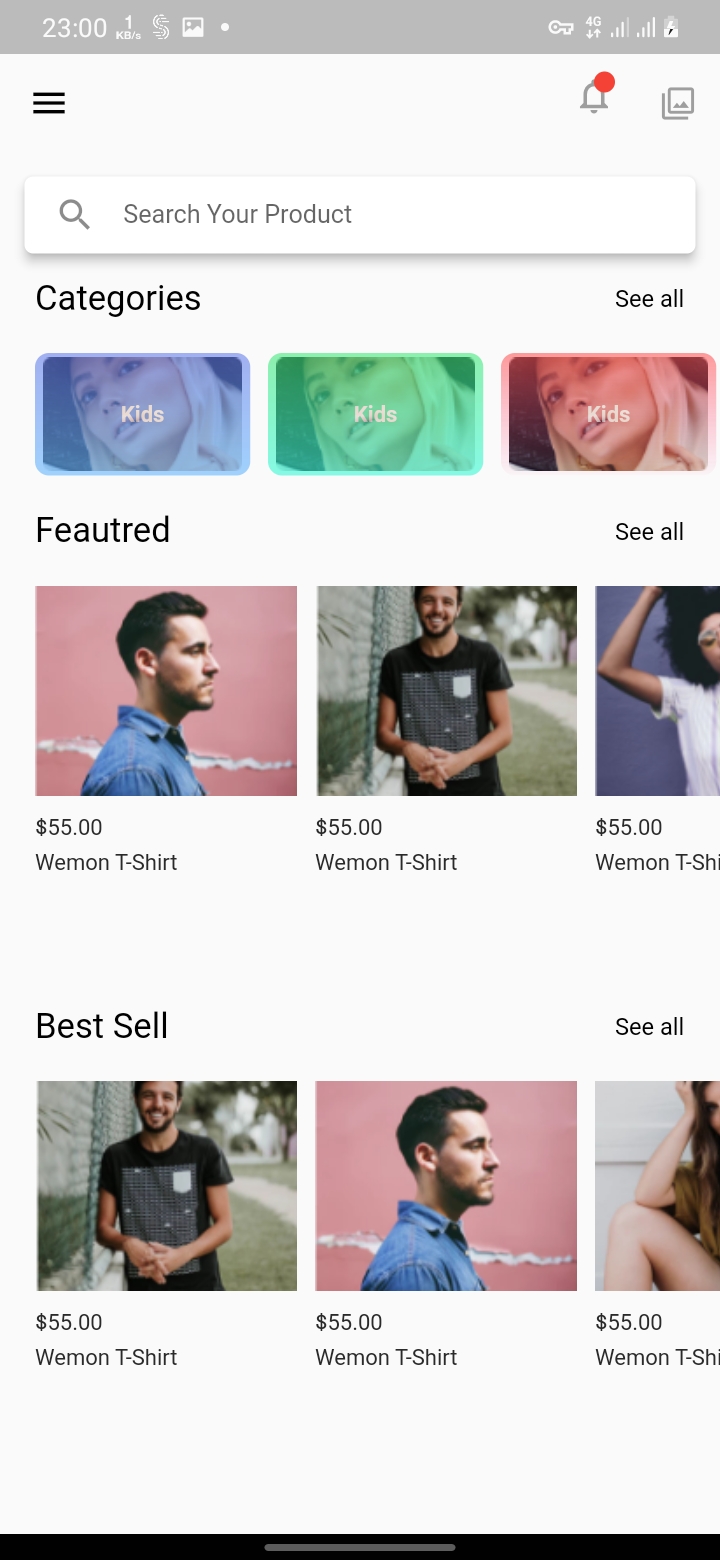 23:00 1 KB/s 4G
Search Your Product
Categories See all
Kids Kids Kids
Feautred See all
$55.00 $55.00 $55.00
Wemon T-Shirt Wemon T-Shirt Wemon T-Shi
Best Sell See all
$55.00 $55.00 $55.00
Wemon T-Shirt Wemon T-Shirt Wemon T-Shi